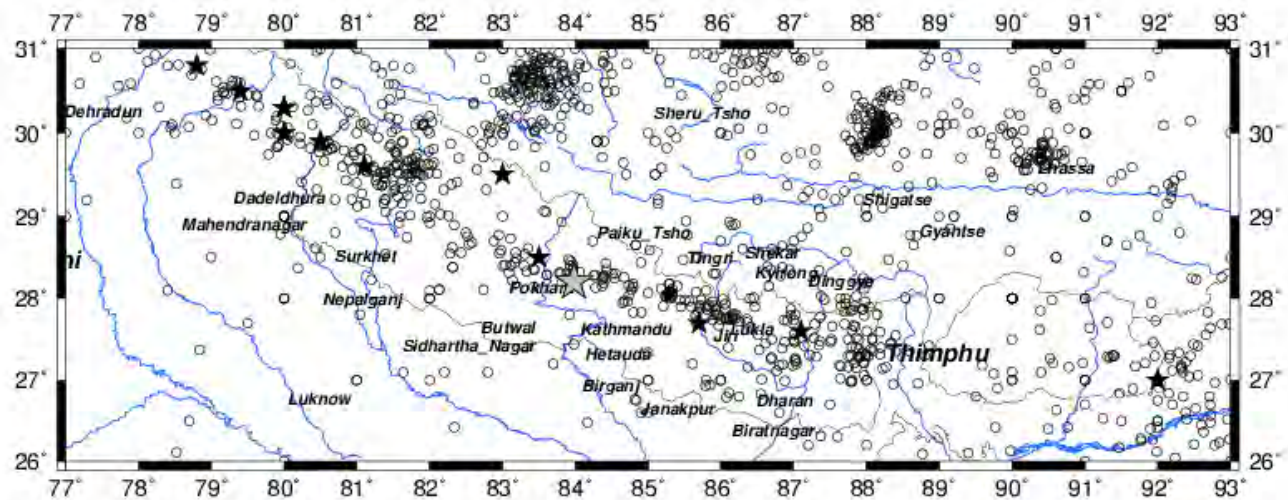 77° 78° 79° 80° 81° 82° 83° 84° 85° 86° 87° 88° 89° 90° 91° 92° 93°
31° 31°
Dehradun Sheru_Tsho
30° 30°
Lhassa
Dadeldhura Shigatse
29° 29°
Mahendranagar Paiku_Tsho Gyantse
Surkhet Tingri Shekar
hi
Pokhar Dinggye
28° 28°
Nepalganj
Butwal Kathmandu Jiri Lukla
Sidhartha_Nagar Hetauda Thimphu
27° 27°
Birganj
Luknow Janakpur Dharan
Biratnagar
26° 26°
77° 78° 79° 80° 81° 82° 83° 84° 85° 86° 87° 88° 89° 90° 91° 92° 93°